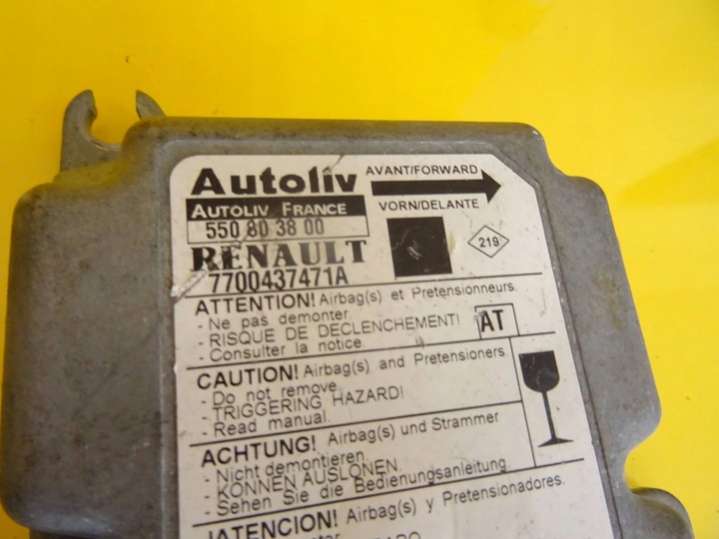 Autoliv
AVANT/FORWARD
AUTOLIV FRANCE
VORN/DELANTE
550 80 38 00
RENAULT
219
7700437471A
ATTENTION! Airbag(s) et Pretensionneurs.
- Ne pas demonter
- RISQUE DE DECLENCHEMENT!
- Consulter la notice.
AT
CAUTION! Airbag(s) and Pretensioners
- Do not remove
- TRIGGERING HAZARD!
- Read manual.
ACHTUNG! Airbag(s) und Strammer
- Nicht demontieren
- KONNEN AUSLONEN.
- Sehen Sie die Bedienungsanleitung
¡ATENCION! Airbag(s) y Pretensionadores.